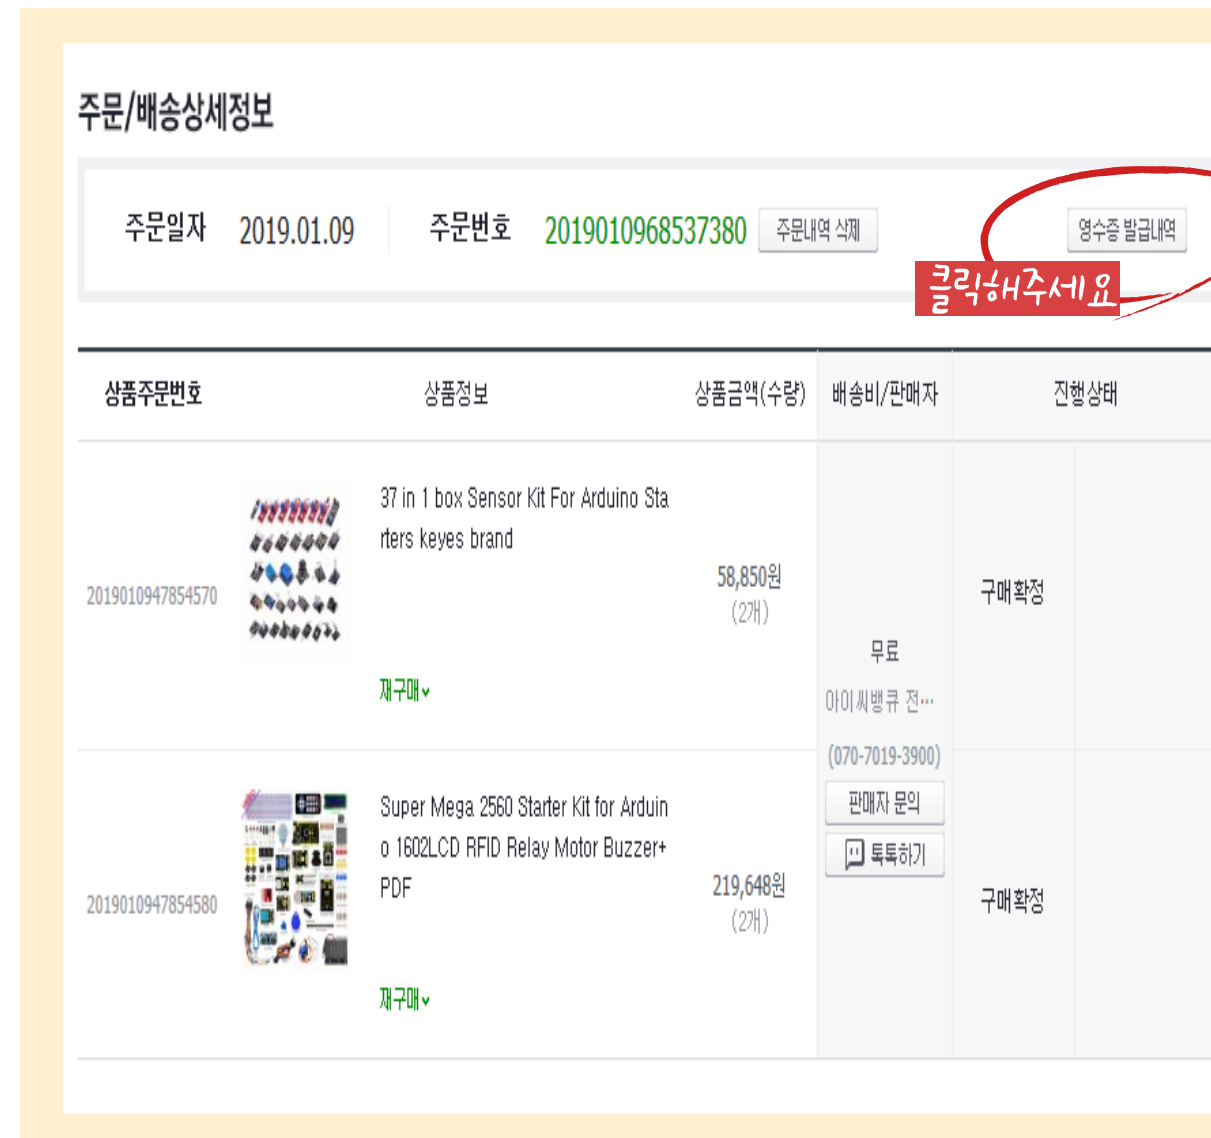 주문/배송상세정보
주문일자 2019.01.09 주문번호 2019010968537380 주문내역 삭제 영수증 발급내역
클릭해주세요
상품주문번호 상품정보 상품금액(수량) 배송비/판매자 진행상태
37 in 1 box Sensor Kit For Arduino Sta
rters keyes brand
2019010947854570 58,850원 구매확정
(2개)
재구매
무료
아이씨뱅큐 전···
(070-7019-3900)
판매자 문의
톡톡하기
Super Mega 2560 Starter Kit for Arduin
o 1602LCD RFID Relay Motor Buzzer+
PDF
2019010947854580 219,648원 구매확정
(2개)
재구매